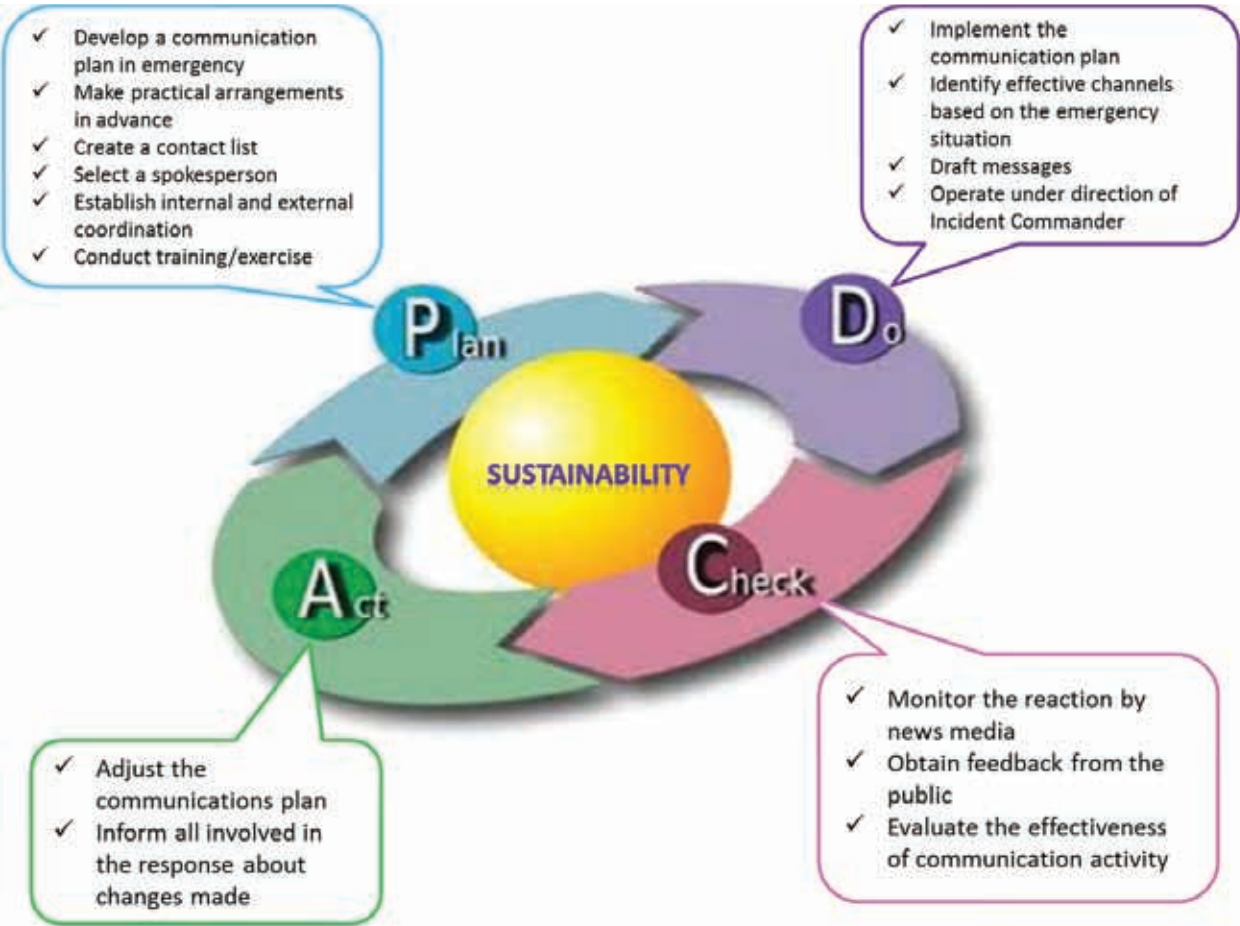 ✓ Develop a communication
plan in emergency
✓ Make practical arrangements
in advance
✓ Create a contact list
✓ Select a spokesperson
✓ Establish internal and external
coordination
✓ Conduct training/exercise
✓ Implement the
communication plan
✓ Identify effective channels
based on the emergency
situation
✓ Draft messages
✓ Operate under direction of
Incident Commander
Plan
Do
SUSTAINABILITY
Check
Act
✓ Monitor the reaction by
news media
✓ Obtain feedback from the
public
✓ Evaluate the effectiveness
of communication activity
✓ Adjust the
communications plan
✓ Inform all involved in
the response about
changes made